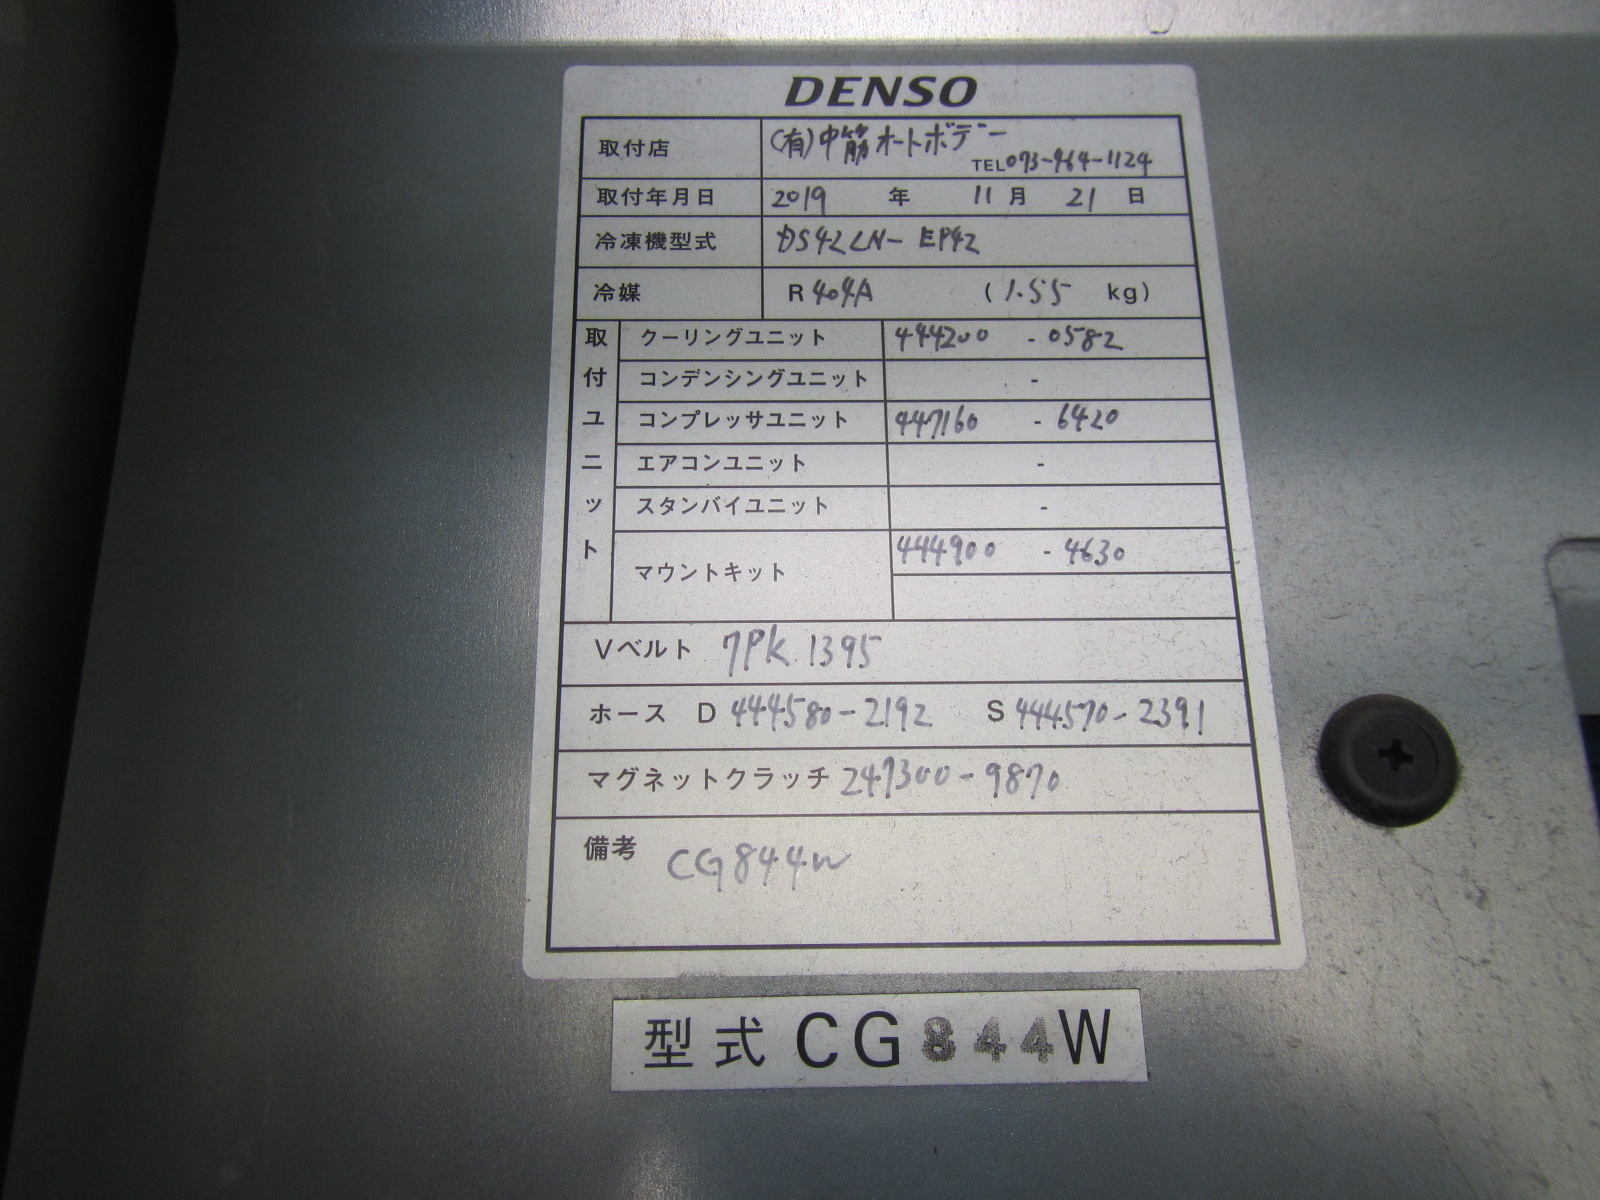 DENSO
取付店 (有)中筋オートボデー
TEL 073-464-1124
取付年月日 2019 年 11 月 21 日
冷凍機型式 DS42LN-EP42
冷媒 R 404A (1.55 kg)
取付ユニット
クーリングユニット 444200 - 0582
コンデンシングユニット -
コンプレッサユニット 447160 - 6420
エアコンユニット -
スタンバイユニット -
マウントキット 444900 - 4630
Vベルト 7PK 1395
ホース D 444580-2192 S 444570-2391
マグネットクラッチ 247300-9870
備考 CG844W
型式 CG844W